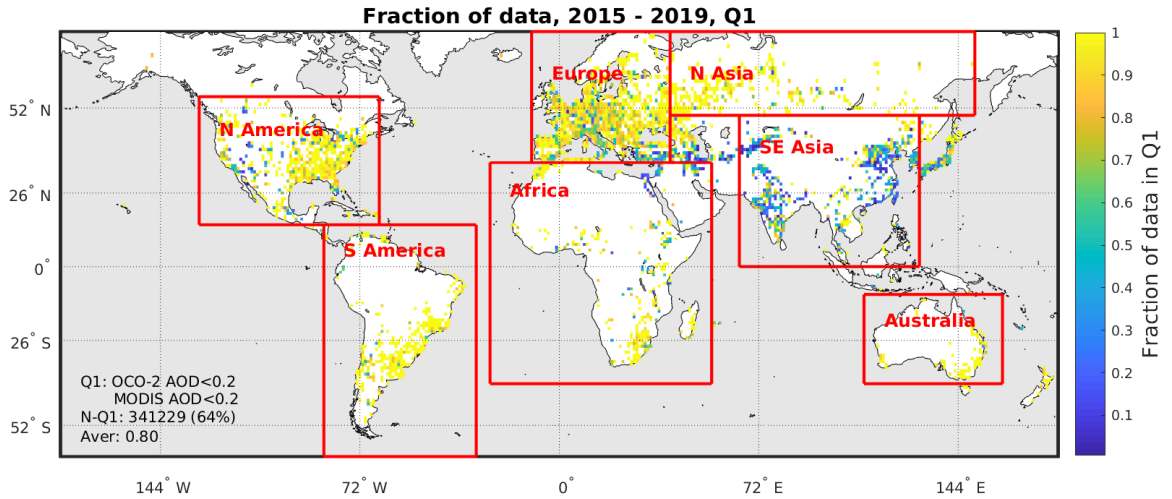 Fraction of data, 2015 - 2019, Q1
Europe
N Asia
52° N
N America
SE Asia
26° N
Africa
S America
0°
Australia
26° S
Q1: OCO-2 AOD<0.2
MODIS AOD<0.2
N-Q1: 341229 (64%)
52° S
Aver: 0.80
144° W
72° W
0°
72° E
144° E
1
0.9
0.8
0.7
0.6
0.5
0.4
0.3
0.2
0.1
Fraction of data in Q1